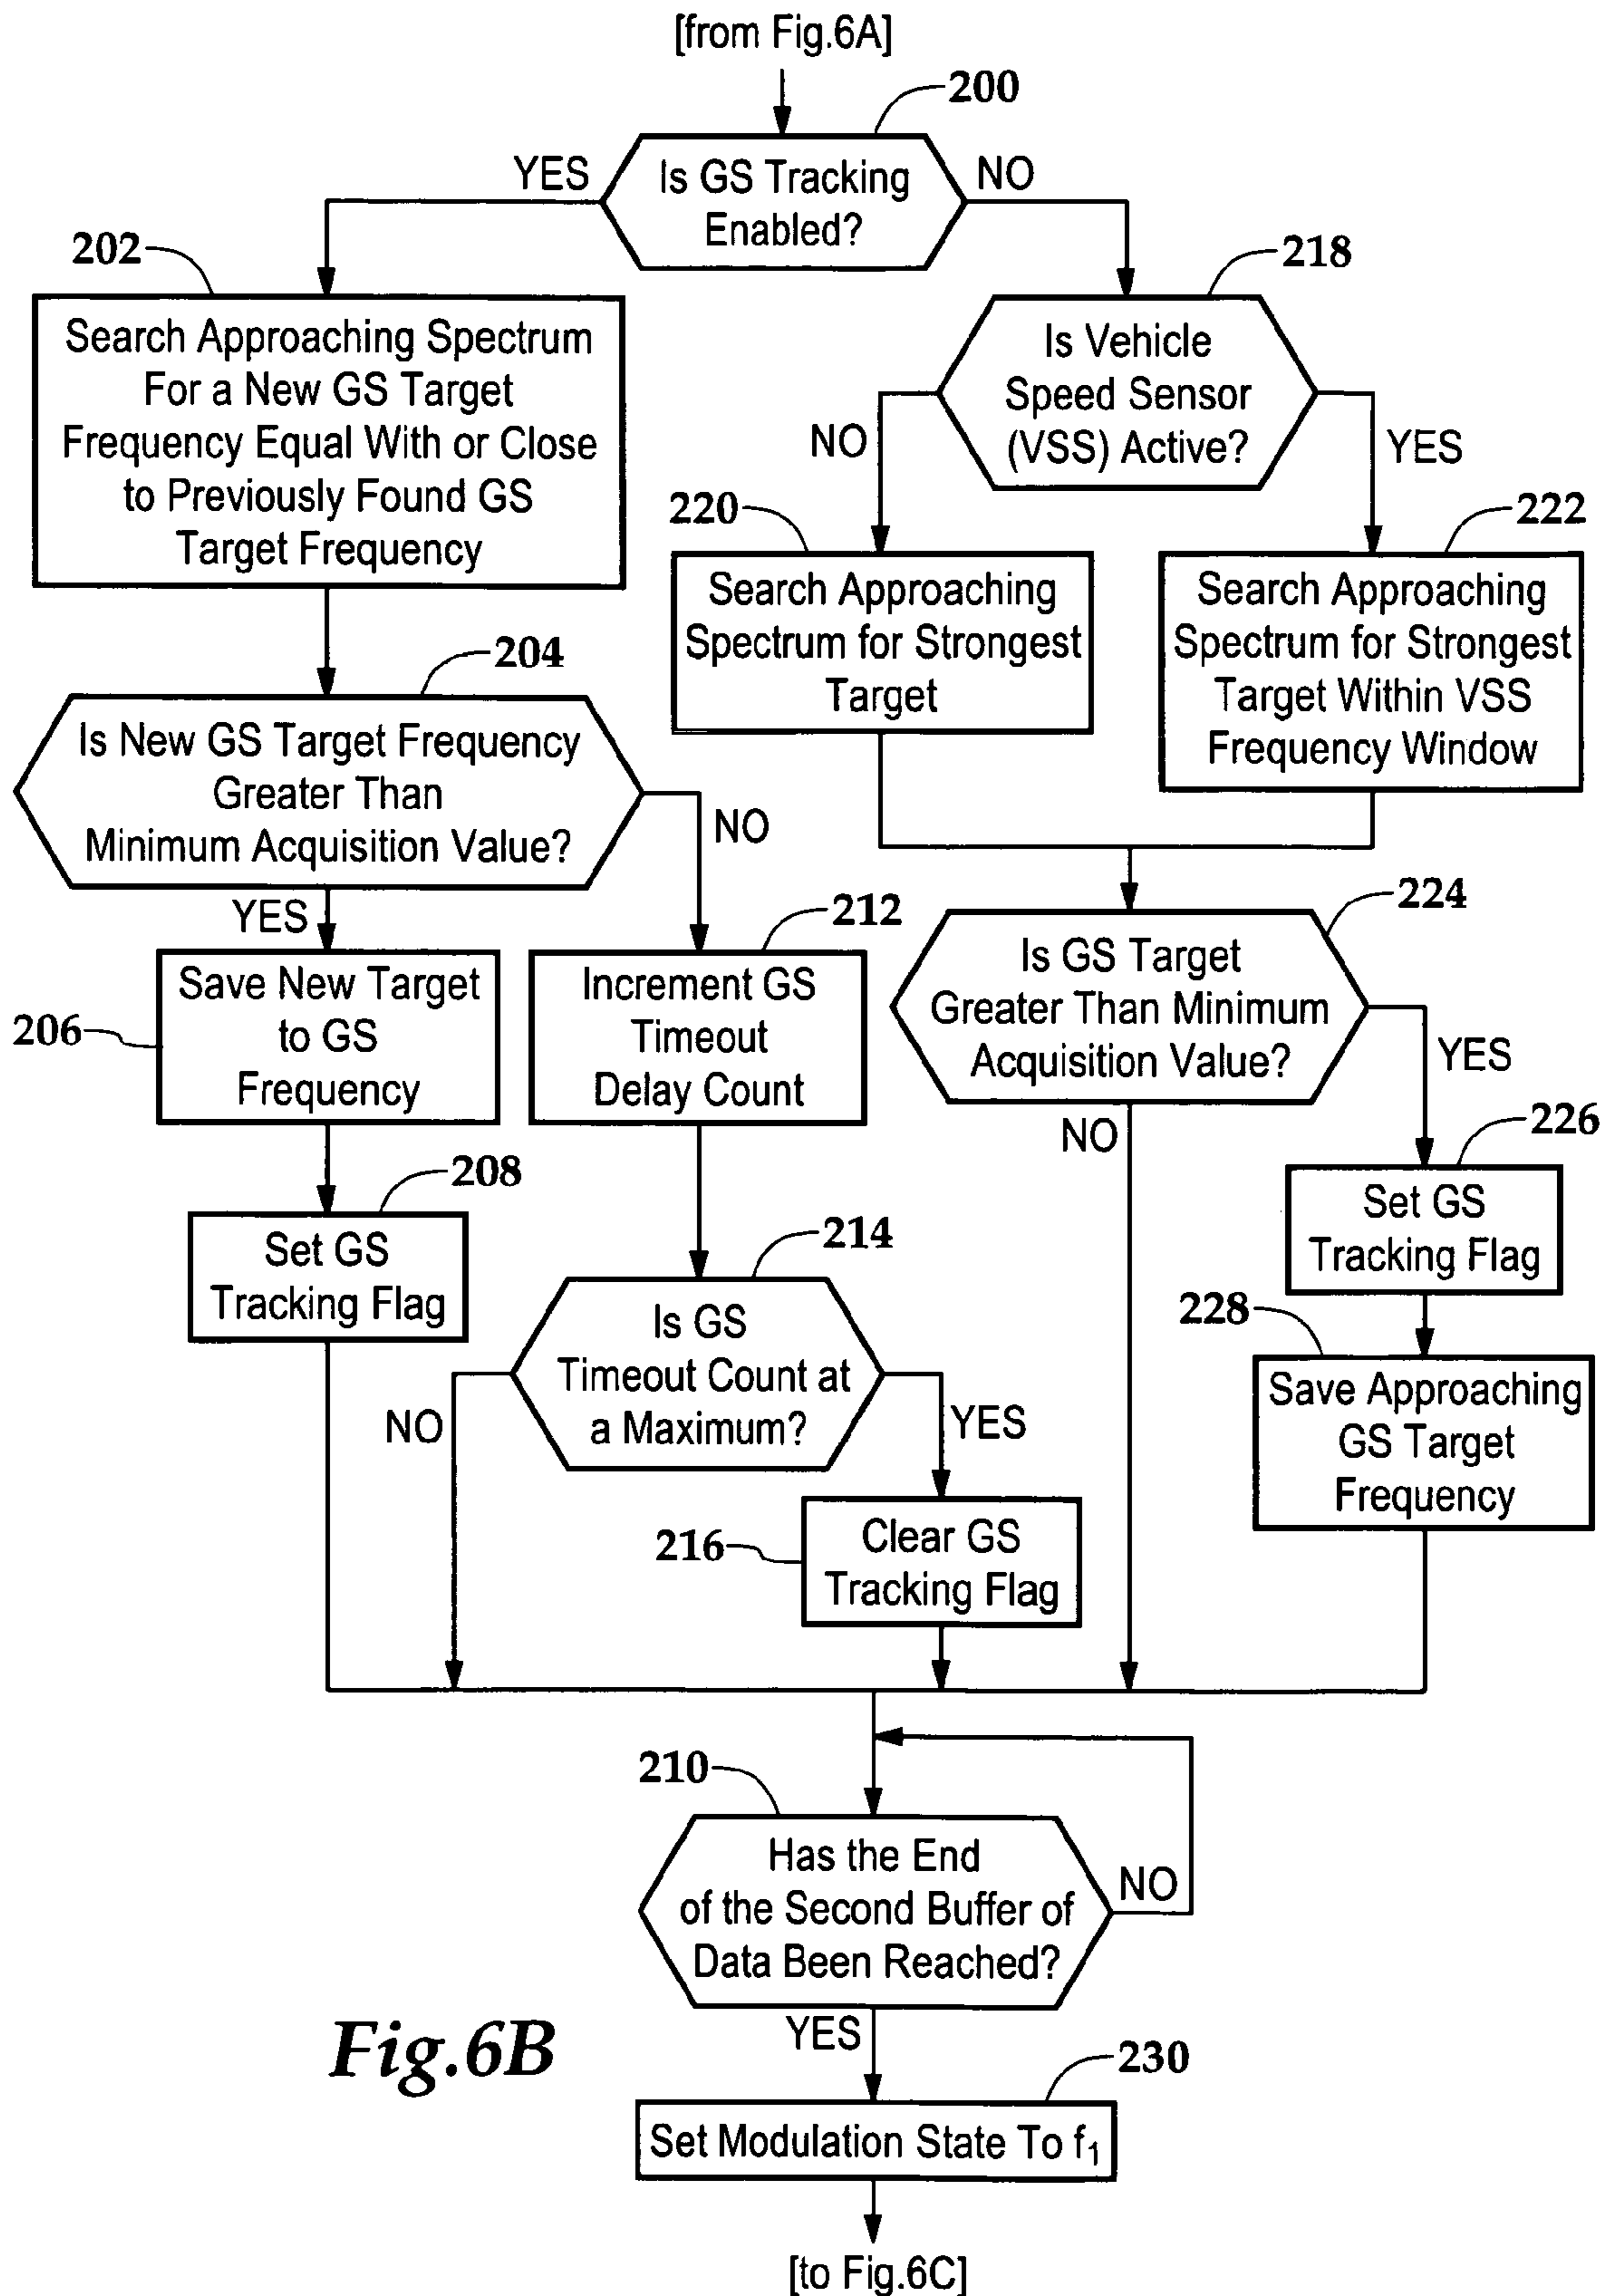 [from Fig.6A]
200
Is GS Tracking
Enabled?
YES
NO
202
Search Approaching Spectrum
For a New GS Target
Frequency Equal With or Close
to Previously Found GS
Target Frequency
218
Is Vehicle
Speed Sensor
(VSS) Active?
NO
YES
220
Search Approaching
Spectrum for Strongest
Target
222
Search Approaching
Spectrum for Strongest
Target Within VSS
Frequency Window
204
Is New GS Target Frequency
Greater Than
Minimum Acquisition Value?
NO
YES
206
Save New Target
to GS
Frequency
212
Increment GS
Timeout
Delay Count
224
Is GS Target
Greater Than Minimum
Acquisition Value?
YES
NO
208
Set GS
Tracking Flag
214
Is GS
Timeout Count at
a Maximum?
NO
YES
226
Set GS
Tracking Flag
228
Save Approaching
GS Target
Frequency
216
Clear GS
Tracking Flag
210
Has the End
of the Second Buffer of
Data Been Reached?
NO
YES
Fig.6B
230
Set Modulation State To f₁
[to Fig.6C]